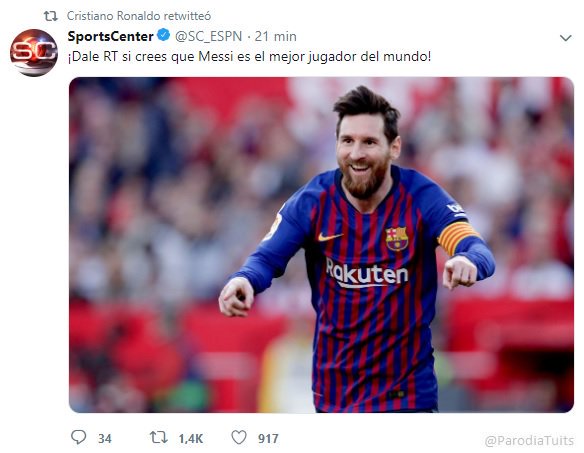 Cristiano Ronaldo retwitteó
SC
SportsCenter @SC_ESPN · 21 min
¡Dale RT si crees que Messi es el mejor jugador del mundo!
Rakuten
34 1,4K 917
@ParodiaTuits